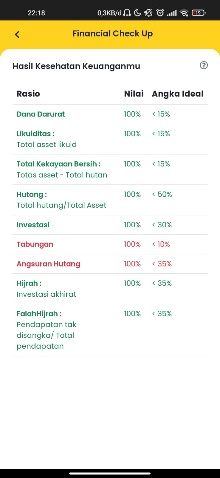 22:18 0,3KB/d
Financial Check Up
Hasil Kesehatan Keuanganmu
Rasio Nilai Angka Ideal
Dana Darurat 100% < 15%
Likuiditas : 100% < 15%
Total asset likuid
Total Kekayaan Bersih : 100% < 15%
Totas asset - Total hutan
Hutang : 100% < 50%
Total hutang/Total Asset
Investasi 100% < 30%
Tabungan 100% < 10%
Angsuran Hutang 100% < 35%
Hijrah : 100% < 35%
Investasi akhirat
FalahHijrah : 100% < 35%
Pendapatan tak
disangka/ Total
pendapatan